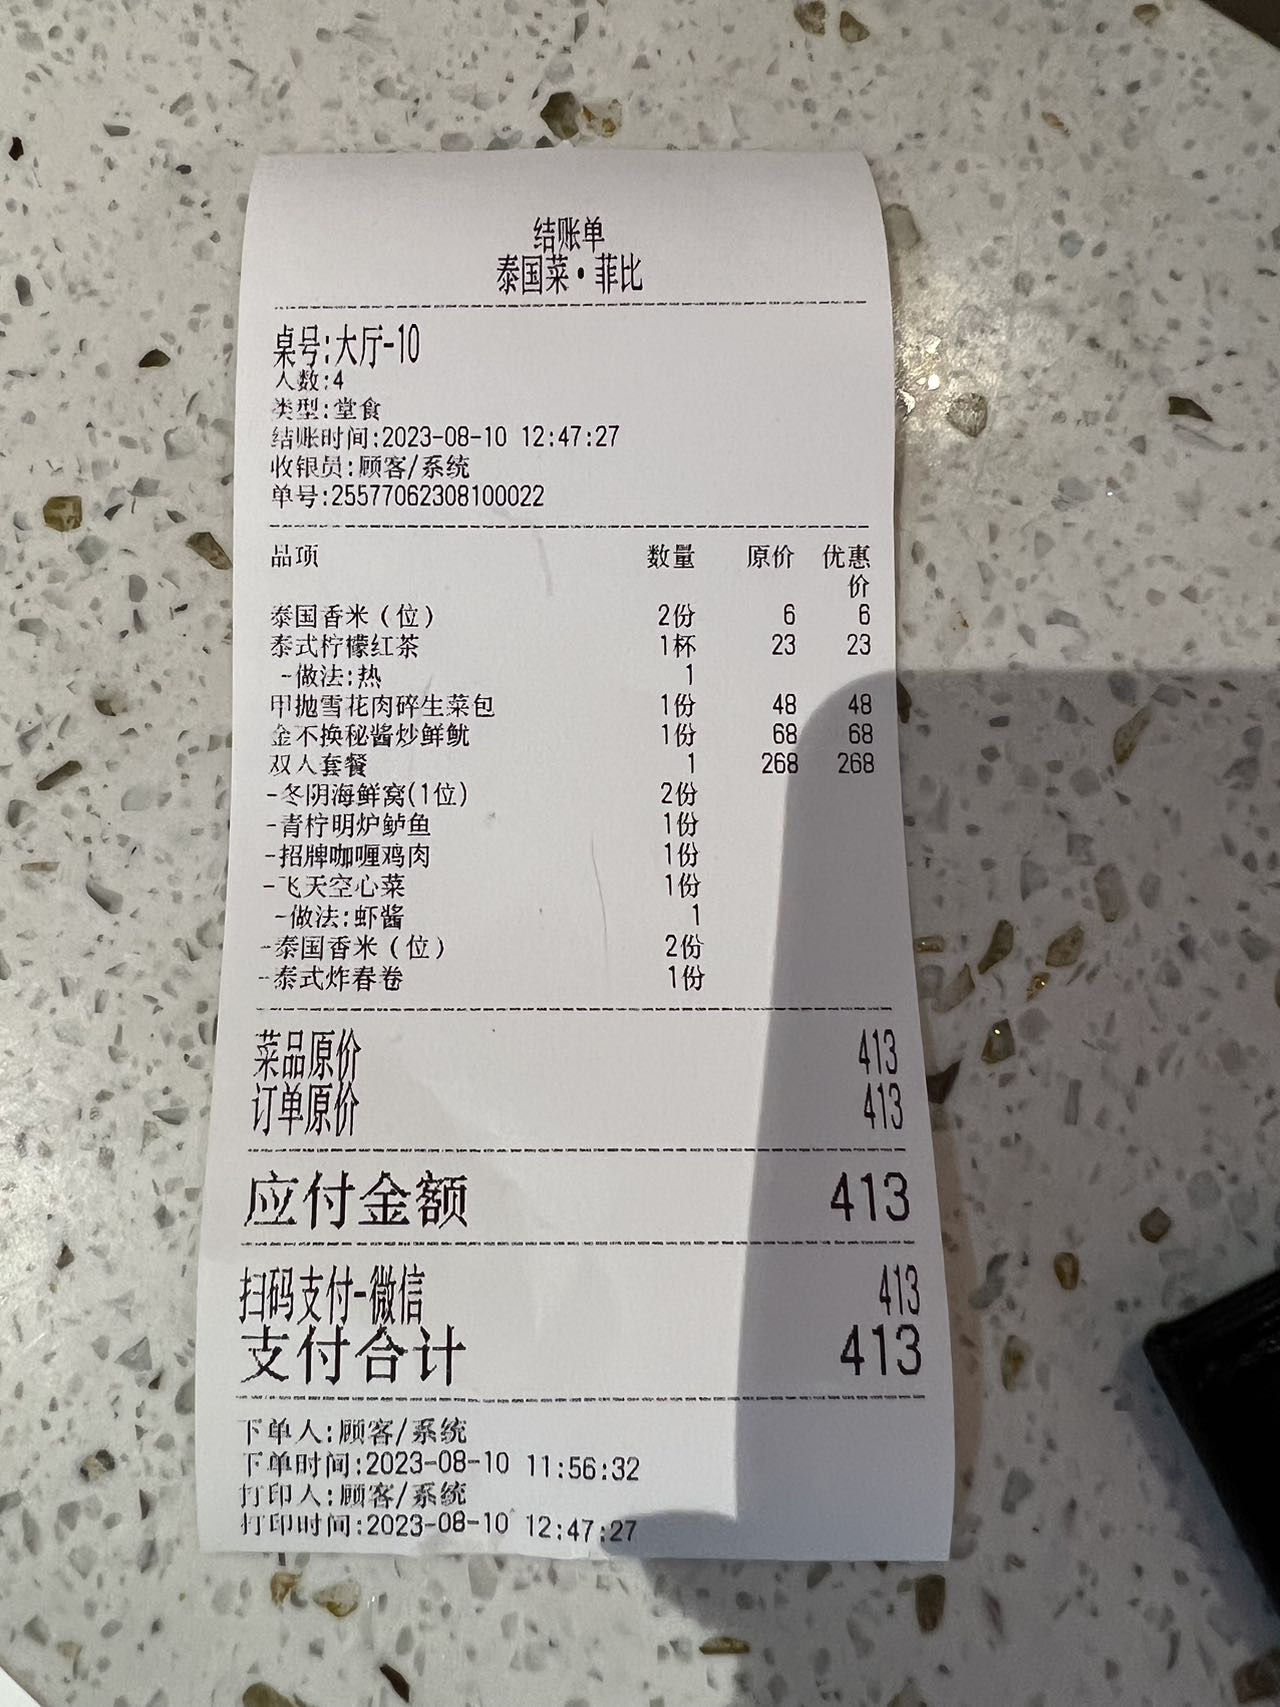 结账单
泰国菜·菲比
桌号:大厅-10
人数:4
类型:堂食
结账时间:2023-08-10 12:47:27
收银员:顾客/系统
单号:25577062308100022
品项 数量 原价 优惠价
泰国香米(位) 2份 6 6
泰式柠檬红茶 1杯 23 23
-做法:热 1
甲抛雪花肉碎生菜包 1份 48 48
金不换秘酱炒鲜鱿 1份 68 68
双人套餐 1 268 268
-冬阴海鲜窝(1位) 2份
-青柠明炉鲈鱼 1份
-招牌咖喱鸡肉 1份
-飞天空心菜 1份
-做法:虾酱 1
-泰国香米(位) 2份
-泰式炸春卷 1份
菜品原价 413
订单原价 413
应付金额 413
扫码支付-微信 413
支付合计 413
下单人:顾客/系统
下单时间:2023-08-10 11:56:32
打印人:顾客/系统
打印时间:2023-08-10 12:47:27